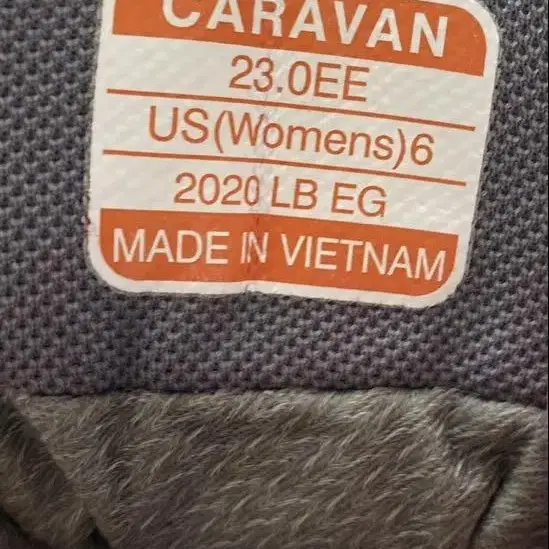 CARAVAN
23.0EE
US(Womens)6
2020 LB EG
MADE IN VIETNAM